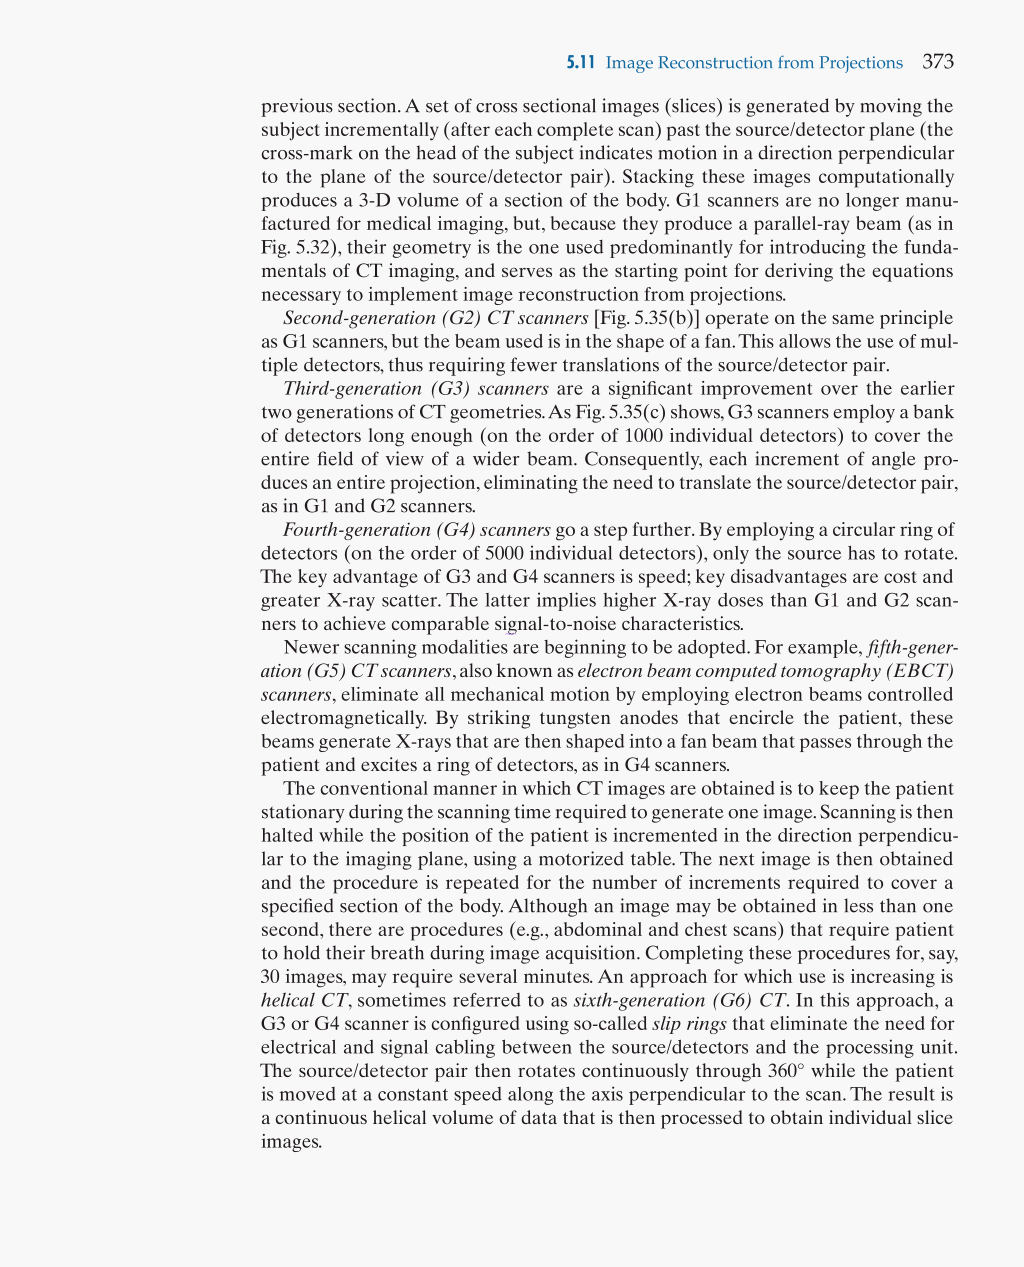 5.11 Image Reconstruction from Projections 373
previous section. A set of cross sectional images (slices) is generated by moving the
subject incrementally (after each complete scan) past the source/detector plane (the
cross-mark on the head of the subject indicates motion in a direction perpendicular
to the plane of the source/detector pair). Stacking these images computationally
produces a 3-D volume of a section of the body. G1 scanners are no longer manu-
factured for medical imaging, but, because they produce a parallel-ray beam (as in
Fig. 5.32), their geometry is the one used predominantly for introducing the funda-
mentals of CT imaging, and serves as the starting point for deriving the equations
necessary to implement image reconstruction from projections.
Second-generation (G2) CT scanners [Fig. 5.35(b)] operate on the same principle
as G1 scanners, but the beam used is in the shape of a fan. This allows the use of mul-
tiple detectors, thus requiring fewer translations of the source/detector pair.
Third-generation (G3) scanners are a significant improvement over the earlier
two generations of CT geometries. As Fig. 5.35(c) shows, G3 scanners employ a bank
of detectors long enough (on the order of 1000 individual detectors) to cover the
entire field of view of a wider beam. Consequently, each increment of angle pro-
duces an entire projection, eliminating the need to translate the source/detector pair,
as in G1 and G2 scanners.
Fourth-generation (G4) scanners go a step further. By employing a circular ring of
detectors (on the order of 5000 individual detectors), only the source has to rotate.
The key advantage of G3 and G4 scanners is speed; key disadvantages are cost and
greater X-ray scatter. The latter implies higher X-ray doses than G1 and G2 scan-
ners to achieve comparable signal-to-noise characteristics.
Newer scanning modalities are beginning to be adopted. For example, fifth-gener-
ation (G5) CT scanners, also known as electron beam computed tomography (EBCT)
scanners, eliminate all mechanical motion by employing electron beams controlled
electromagnetically. By striking tungsten anodes that encircle the patient, these
beams generate X-rays that are then shaped into a fan beam that passes through the
patient and excites a ring of detectors, as in G4 scanners.
The conventional manner in which CT images are obtained is to keep the patient
stationary during the scanning time required to generate one image. Scanning is then
halted while the position of the patient is incremented in the direction perpendicu-
lar to the imaging plane, using a motorized table. The next image is then obtained
and the procedure is repeated for the number of increments required to cover a
specified section of the body. Although an image may be obtained in less than one
second, there are procedures (e.g., abdominal and chest scans) that require patient
to hold their breath during image acquisition. Completing these procedures for, say,
30 images, may require several minutes. An approach for which use is increasing is
helical CT, sometimes referred to as sixth-generation (G6) CT. In this approach, a
G3 or G4 scanner is configured using so-called slip rings that eliminate the need for
electrical and signal cabling between the source/detectors and the processing unit.
The source/detector pair then rotates continuously through 360° while the patient
is moved at a constant speed along the axis perpendicular to the scan. The result is
a continuous helical volume of data that is then processed to obtain individual slice
images.